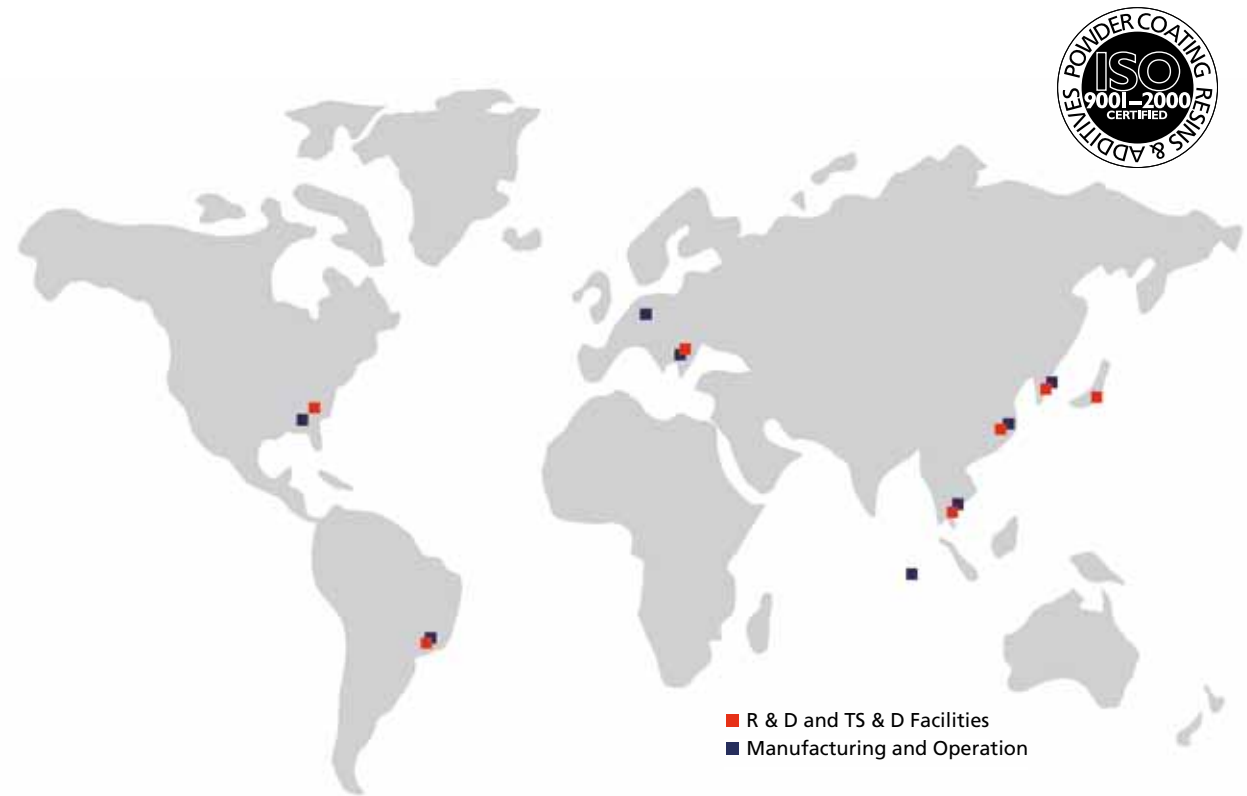 POWDER COATING RESINS & ADDITIVES
ISO
9001–2000
CERTIFIED
R & D and TS & D Facilities
Manufacturing and Operation